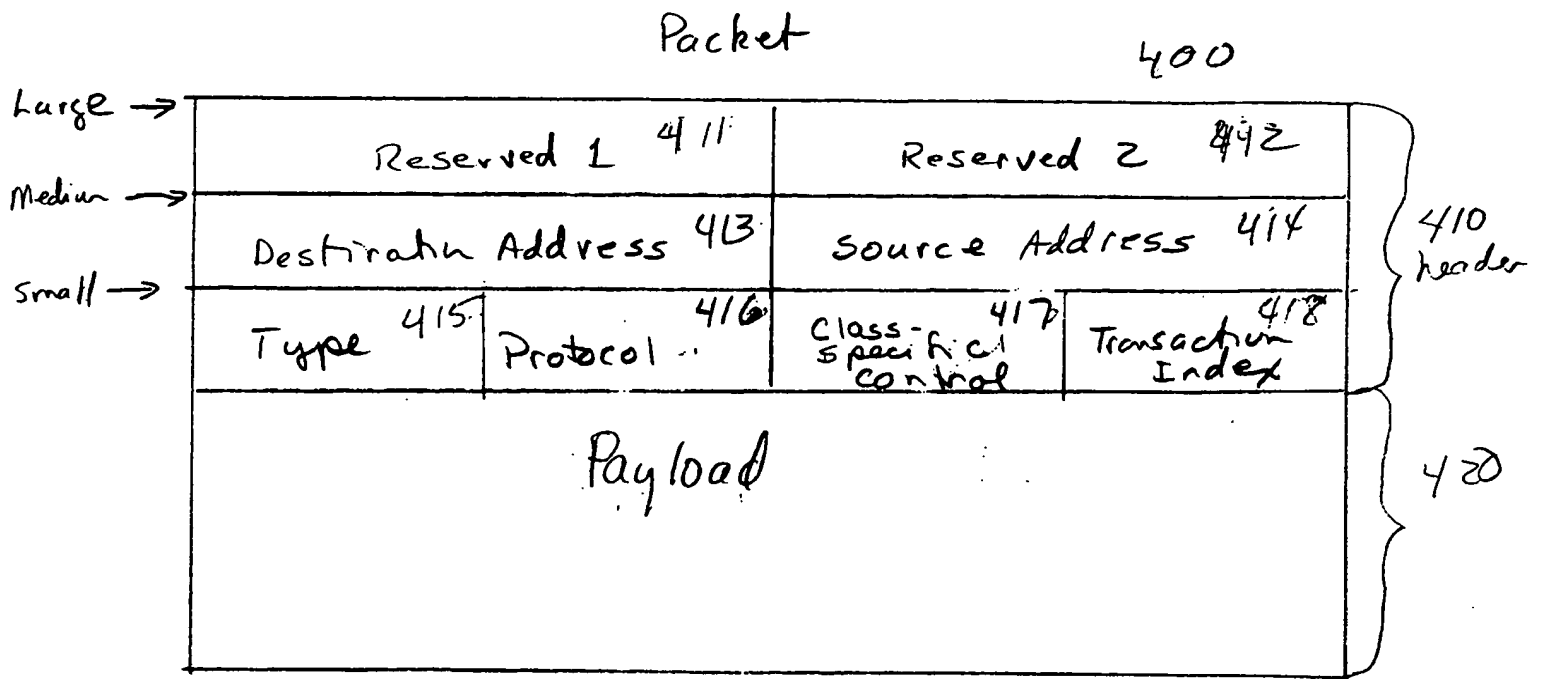 Packet
400
Large →
Reserved 1 411
Reserved 2 412
Medium →
Destination Address 413
Source Address 414
410
header
Small →
Type 415
Protocol 416
Class-
specific
control
417
Transaction
Index
418
Payload
420